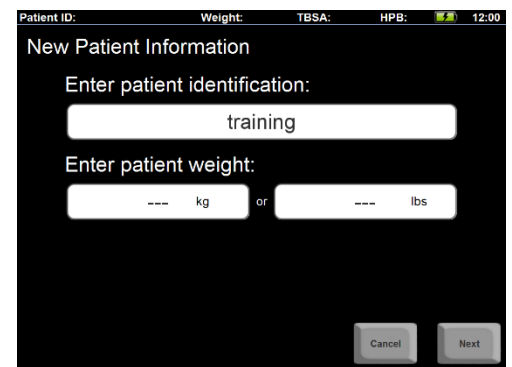 Patient ID: Weight: TBSA: HPB: 12:00
New Patient Information
Enter patient identification:
training
Enter patient weight:
--- kg or --- lbs
Cancel Next